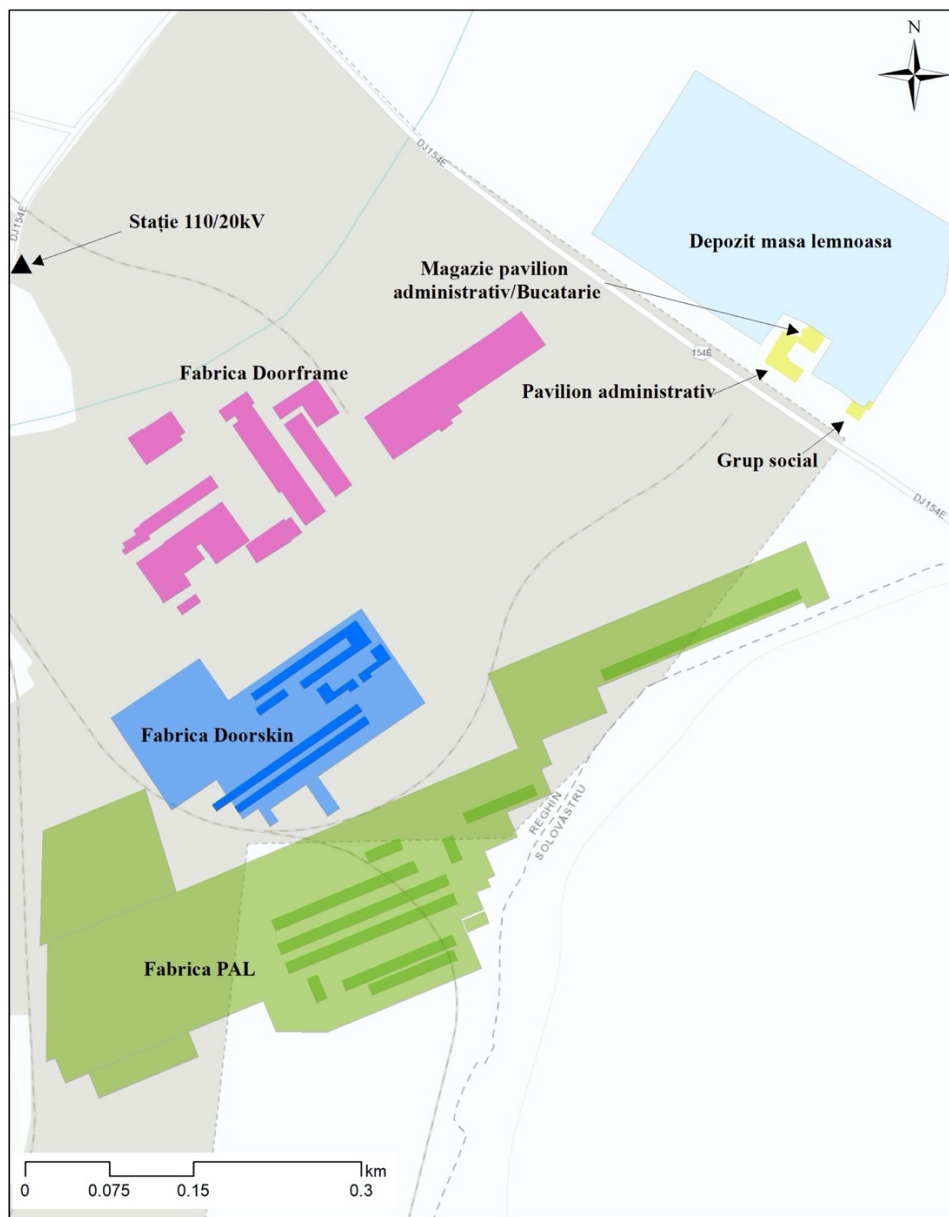 N
DJ154E
Depozit masa lemnoasa
DJ154E
Stație 110/20kV
Magazie pavilion
administrativ/Bucatarie
154E
Fabrica Doorframe
Pavilion administrativ
Grup social
DJ154E
Fabrica Doorskin
REGHIN
SOLOVĂSTRU
Fabrica PAL
km
0 0.075 0.15 0.3